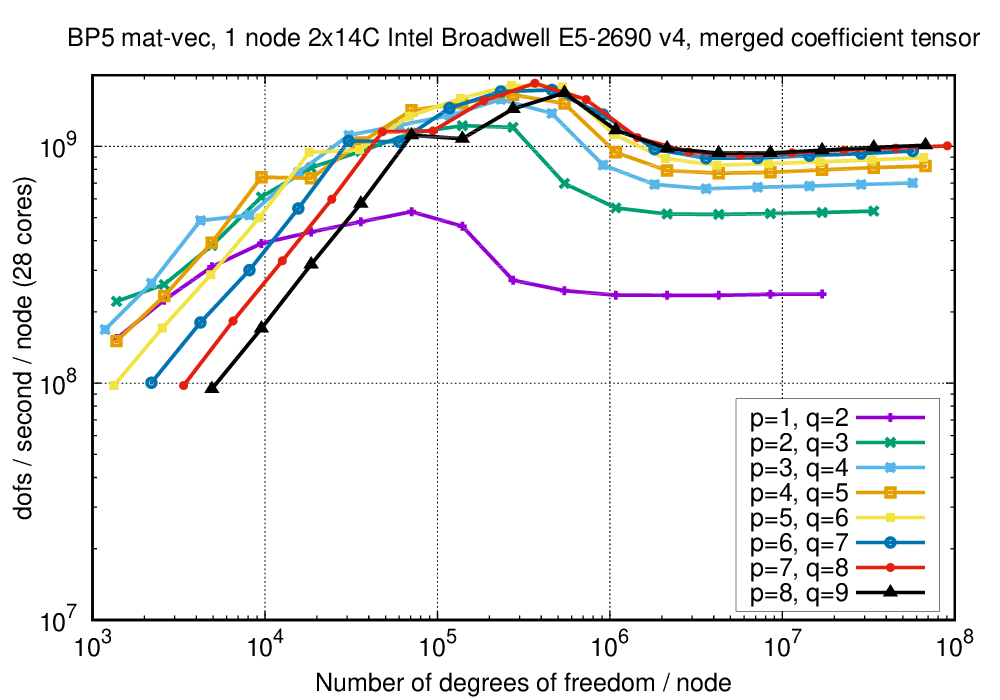 BP5 mat-vec, 1 node 2x14C Intel Broadwell E5-2690 v4, merged coefficient tensor
dofs / second / node (28 cores)
10^9
10^8
10^7
p=1, q=2
p=2, q=3
p=3, q=4
p=4, q=5
p=5, q=6
p=6, q=7
p=7, q=8
p=8, q=9
10^3 10^4 10^5 10^6 10^7 10^8
Number of degrees of freedom / node